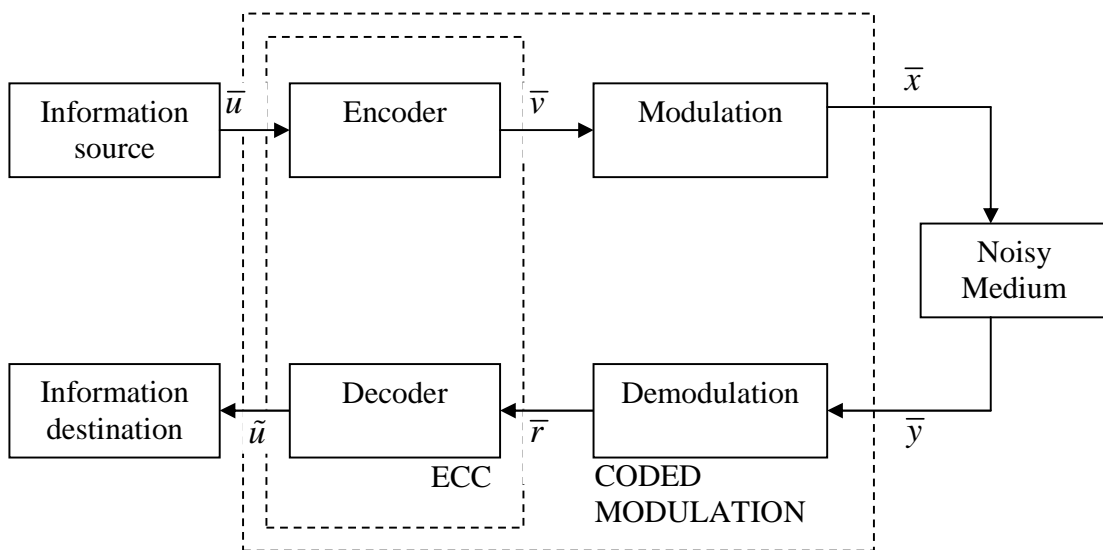 Information
source
u̅
Encoder
v̅
Modulation
x̅
Noisy
Medium
Information
destination
ũ
Decoder
r̅
Demodulation
y̅
ECC
CODED
MODULATION